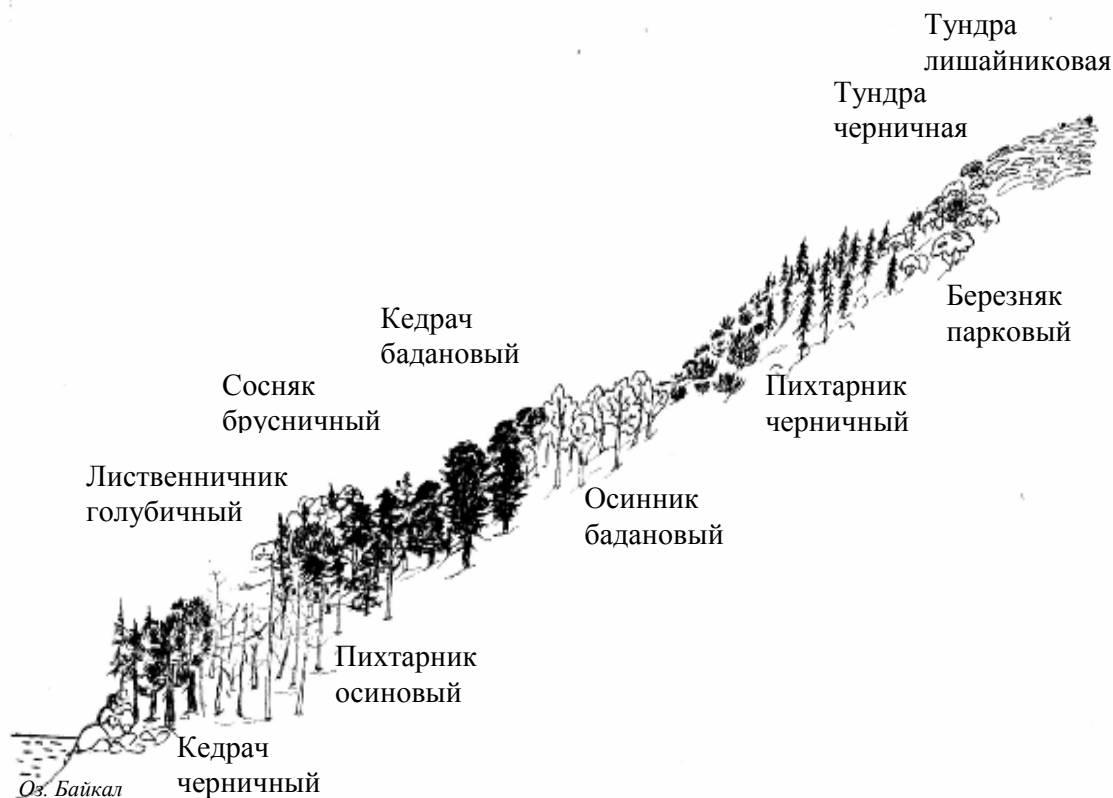 Тундра
лишайниковая
Тундра
черничная
Березняк
парковый
Кедрач
бадановый
Пихтарник
черничный
Сосняк
брусничный
Лиственничник
голубичный
Осинник
бадановый
Пихтарник
осиновый
Кедрач
черничный
Оз. Байкал